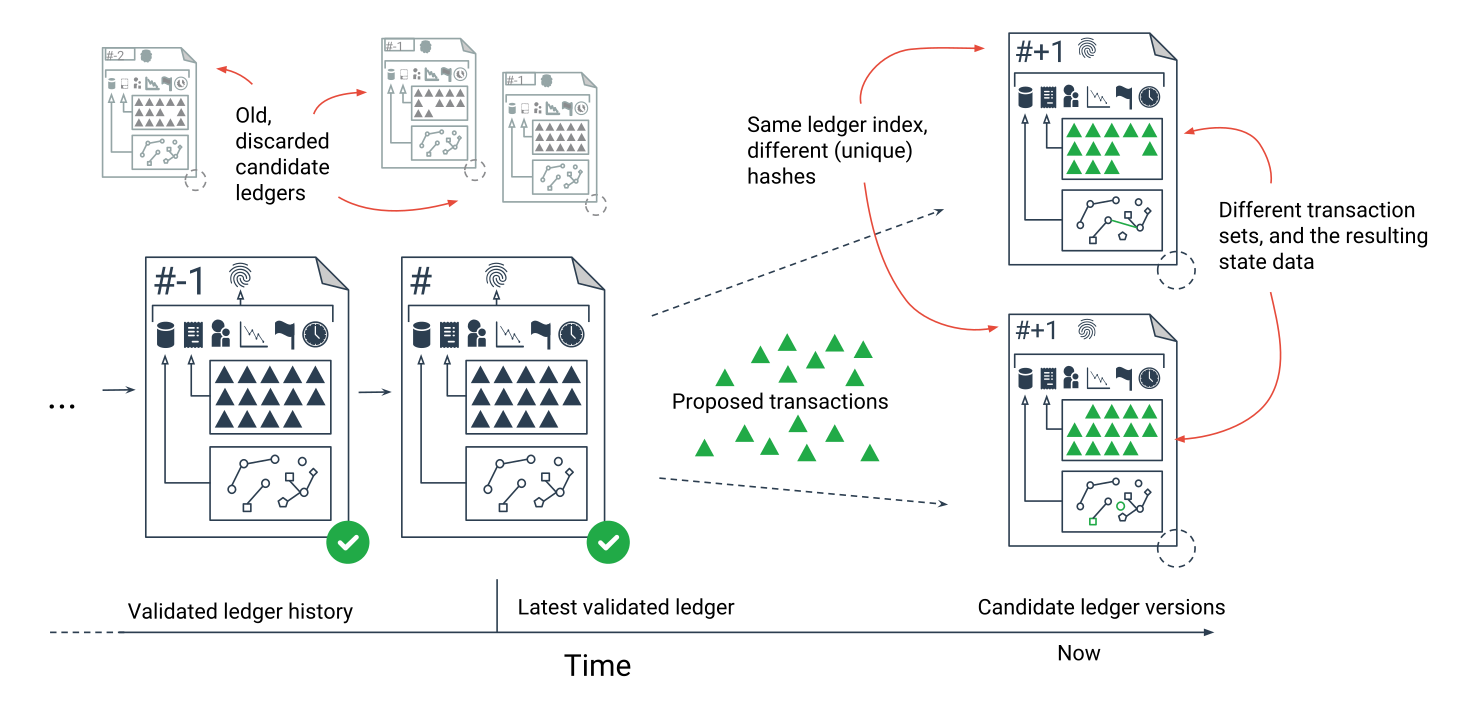 #-2
#-1
#-1
Old,
discarded
candidate
ledgers
#+1
Same ledger index,
different (unique)
hashes
Different transaction
sets, and the resulting
state data
#-1
#
#+1
...
Proposed transactions
Validated ledger history
Latest validated ledger
Candidate ledger versions
Time
Now